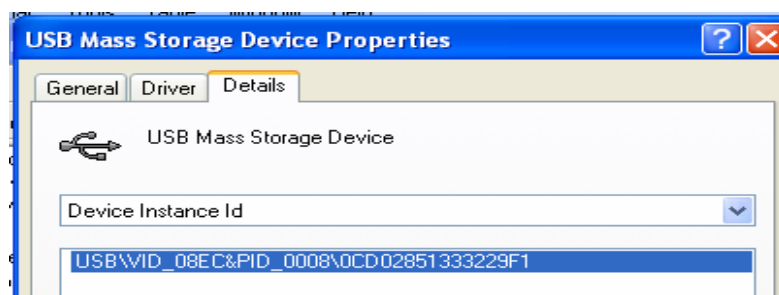 USB Mass Storage Device Properties
General Driver Details
USB Mass Storage Device
Device Instance Id
USB\VID_08EC&PID_0008\0CD02851333229F1